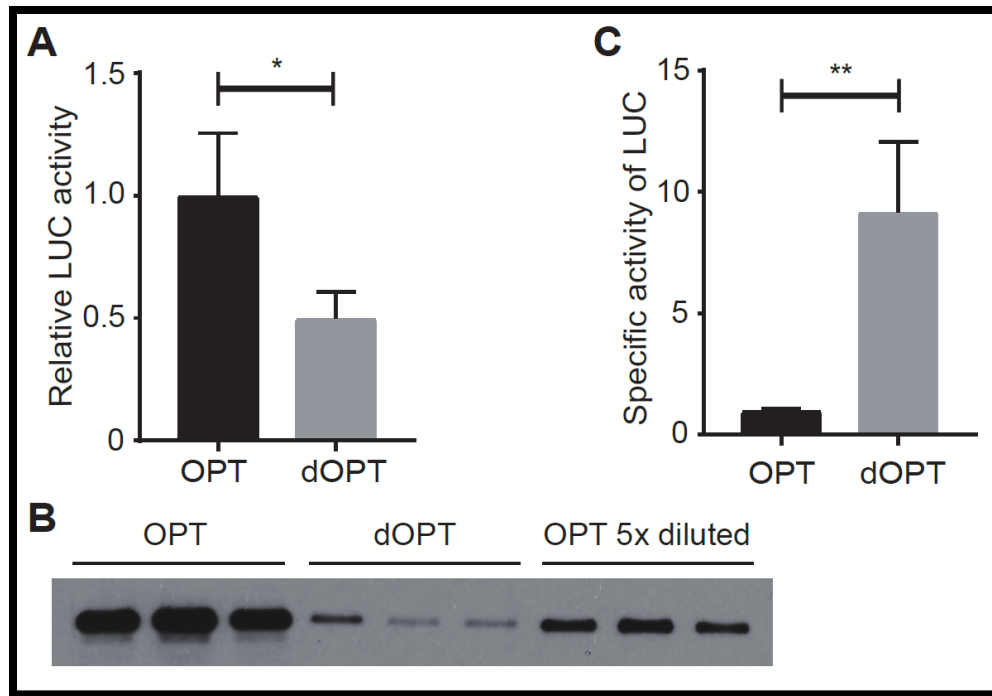 A
Relative LUC activity
1.5
1.0
0.5
0
*
OPT dOPT
C
Specific activity of LUC
15
10
5
0
**
OPT dOPT
B
OPT dOPT OPT 5x diluted